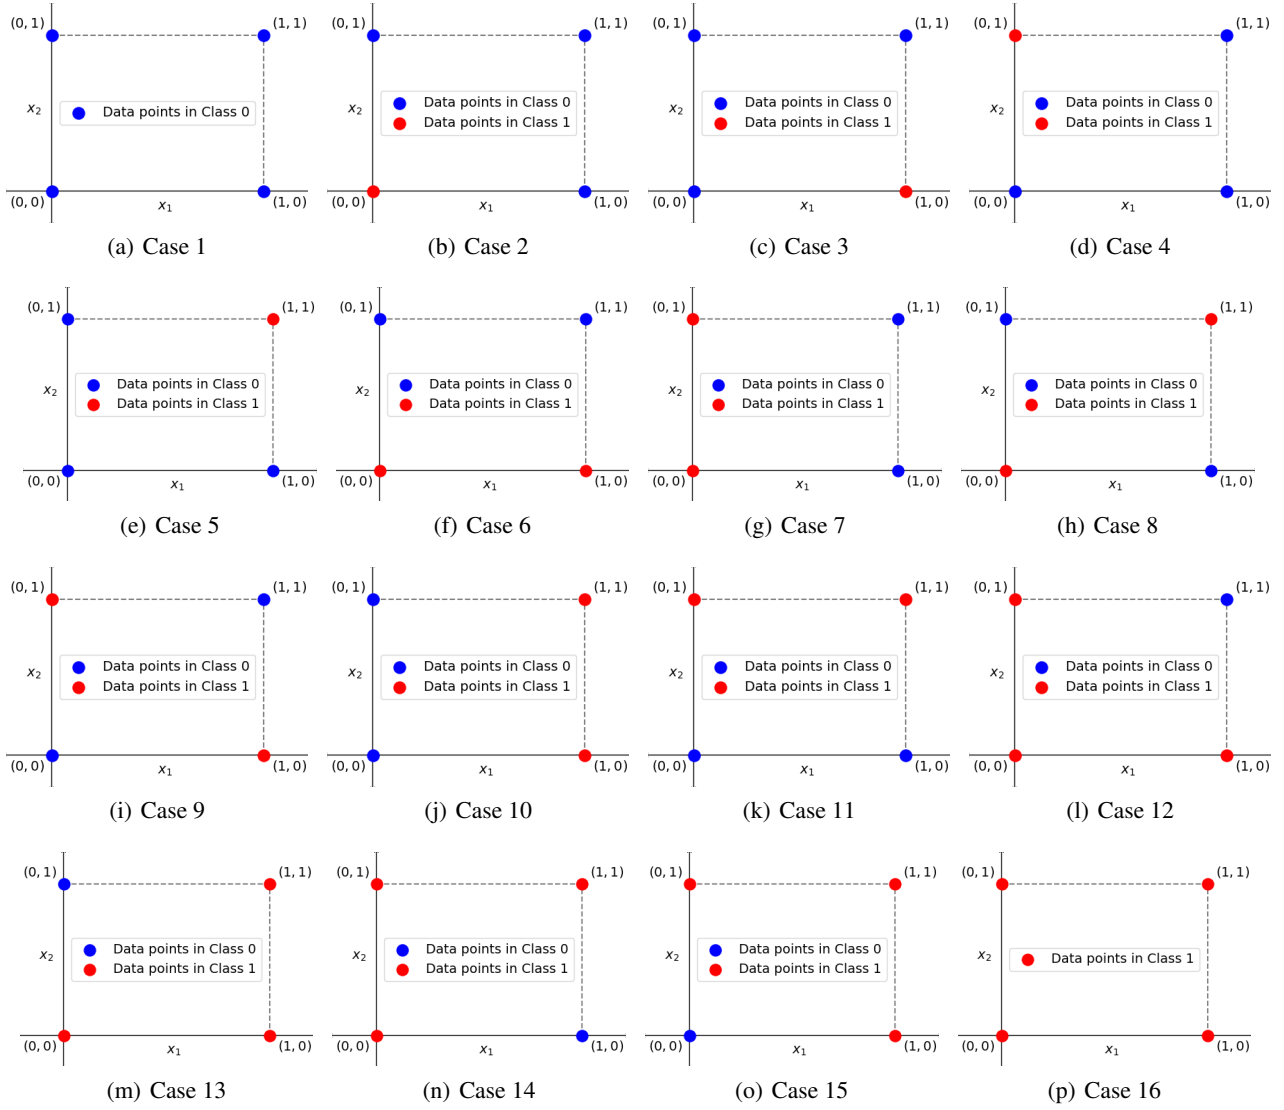 (0, 1) (1, 1) (0, 1) (1, 1) (0, 1) (1, 1) (0, 1) (1, 1)
x₂ Data points in Class 0 x₂ Data points in Class 0 x₂ Data points in Class 0 x₂ Data points in Class 0
Data points in Class 1 Data points in Class 1 Data points in Class 1
(0, 0) x₁ (1, 0) (0, 0) x₁ (1, 0) (0, 0) x₁ (1, 0) (0, 0) x₁ (1, 0)
(a) Case 1 (b) Case 2 (c) Case 3 (d) Case 4
(0, 1) (1, 1) (0, 1) (1, 1) (0, 1) (1, 1) (0, 1) (1, 1)
x₂ Data points in Class 0 x₂ Data points in Class 0 x₂ Data points in Class 0 x₂ Data points in Class 0
Data points in Class 1 Data points in Class 1 Data points in Class 1 Data points in Class 1
(0, 0) x₁ (1, 0) (0, 0) x₁ (1, 0) (0, 0) x₁ (1, 0) (0, 0) x₁ (1, 0)
(e) Case 5 (f) Case 6 (g) Case 7 (h) Case 8
(0, 1) (1, 1) (0, 1) (1, 1) (0, 1) (1, 1) (0, 1) (1, 1)
x₂ Data points in Class 0 x₂ Data points in Class 0 x₂ Data points in Class 0 x₂ Data points in Class 0
Data points in Class 1 Data points in Class 1 Data points in Class 1 Data points in Class 1
(0, 0) x₁ (1, 0) (0, 0) x₁ (1, 0) (0, 0) x₁ (1, 0) (0, 0) x₁ (1, 0)
(i) Case 9 (j) Case 10 (k) Case 11 (l) Case 12
(0, 1) (1, 1) (0, 1) (1, 1) (0, 1) (1, 1) (0, 1) (1, 1)
x₂ Data points in Class 0 x₂ Data points in Class 0 x₂ Data points in Class 0 x₂ Data points in Class 1
Data points in Class 1 Data points in Class 1 Data points in Class 1
(0, 0) x₁ (1, 0) (0, 0) x₁ (1, 0) (0, 0) x₁ (1, 0) (0, 0) x₁ (1, 0)
(m) Case 13 (n) Case 14 (o) Case 15 (p) Case 16